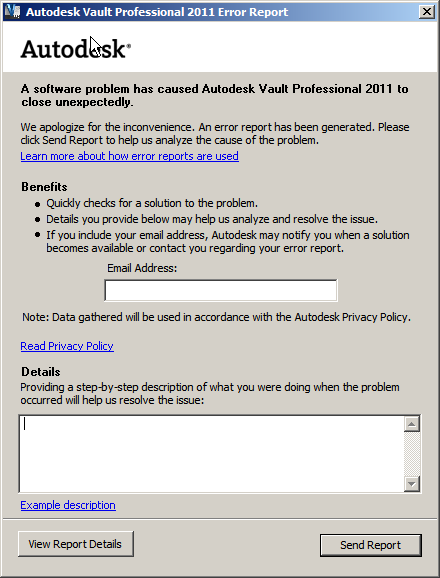 Autodesk Vault Professional 2011 Error Report
Autodesk®
A software problem has caused Autodesk Vault Professional 2011 to
close unexpectedly.
We apologize for the inconvenience. An error report has been generated. Please
click Send Report to help us analyze the cause of the problem.
Learn more about how error reports are used
Benefits
• Quickly checks for a solution to the problem.
• Details you provide below may help us analyze and resolve the issue.
• If you include your email address, Autodesk may notify you when a solution
becomes available or contact you regarding your error report.
Email Address:
Note: Data gathered will be used in accordance with the Autodesk Privacy Policy.
Read Privacy Policy
Details
Providing a step-by-step description of what you were doing when the problem
occurred will help us resolve the issue:
Example description
View Report Details
Send Report